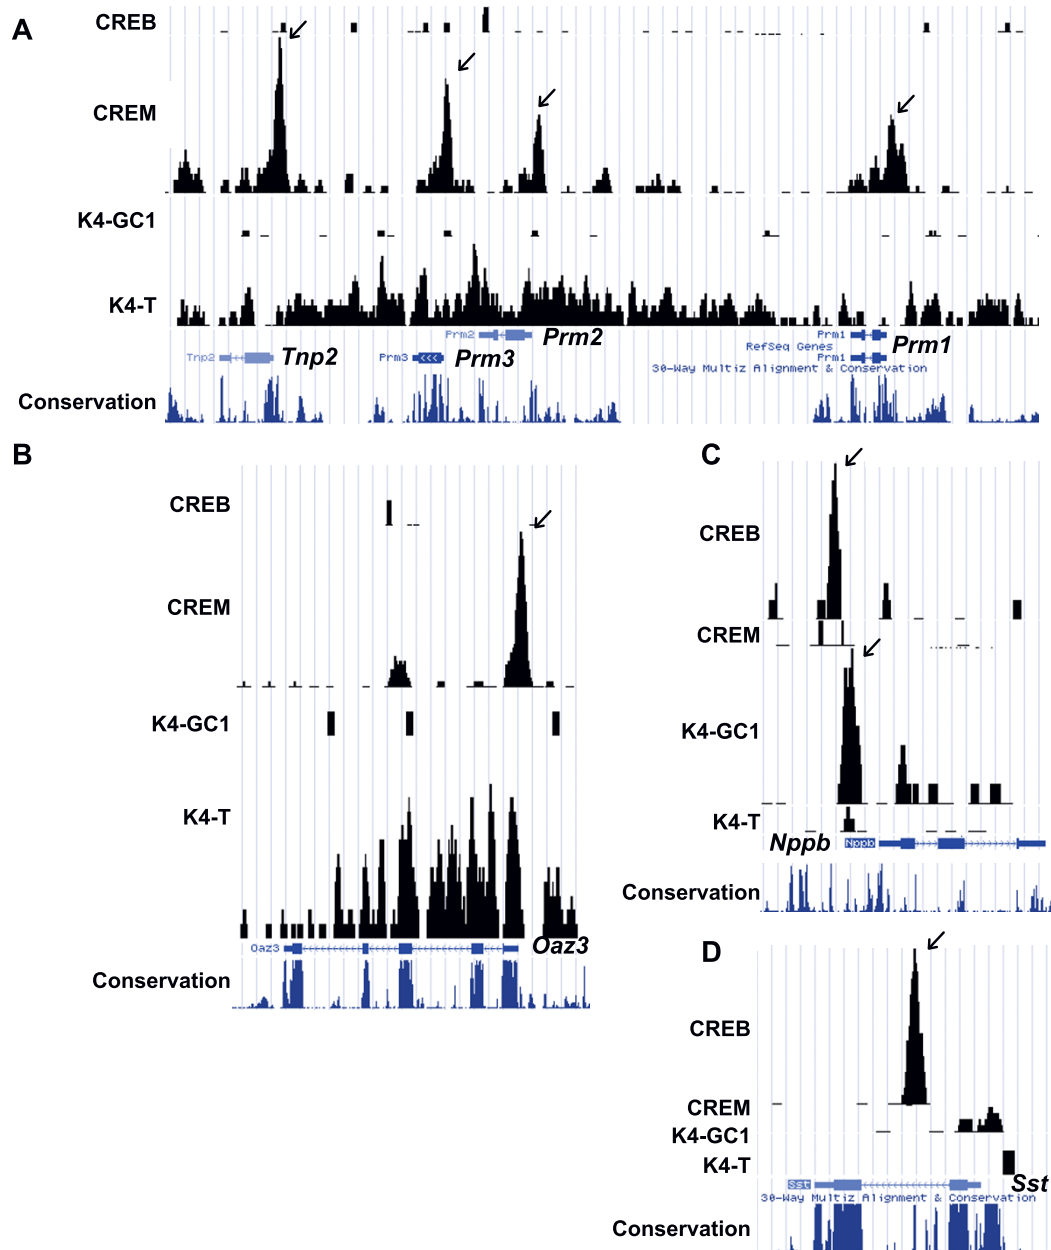 A
CREB
CREM
K4-GC1
K4-T
Prm2 Prm2 Prm1 Prm1
RefSeq Genes
Tnp2 Tnp2 Prm3 Prm3 Prm1
30-Way Multiz Alignment & Conservation
Conservation
B
CREB
CREM
K4-GC1
K4-T
Oaz3 Oaz3
Conservation
C
CREB
CREM
K4-GC1
K4-T
Nppb Nppb
Conservation
D
CREB
CREM
K4-GC1
K4-T
Sst Sst
30-Way Multiz Alignment & Conservation
Conservation